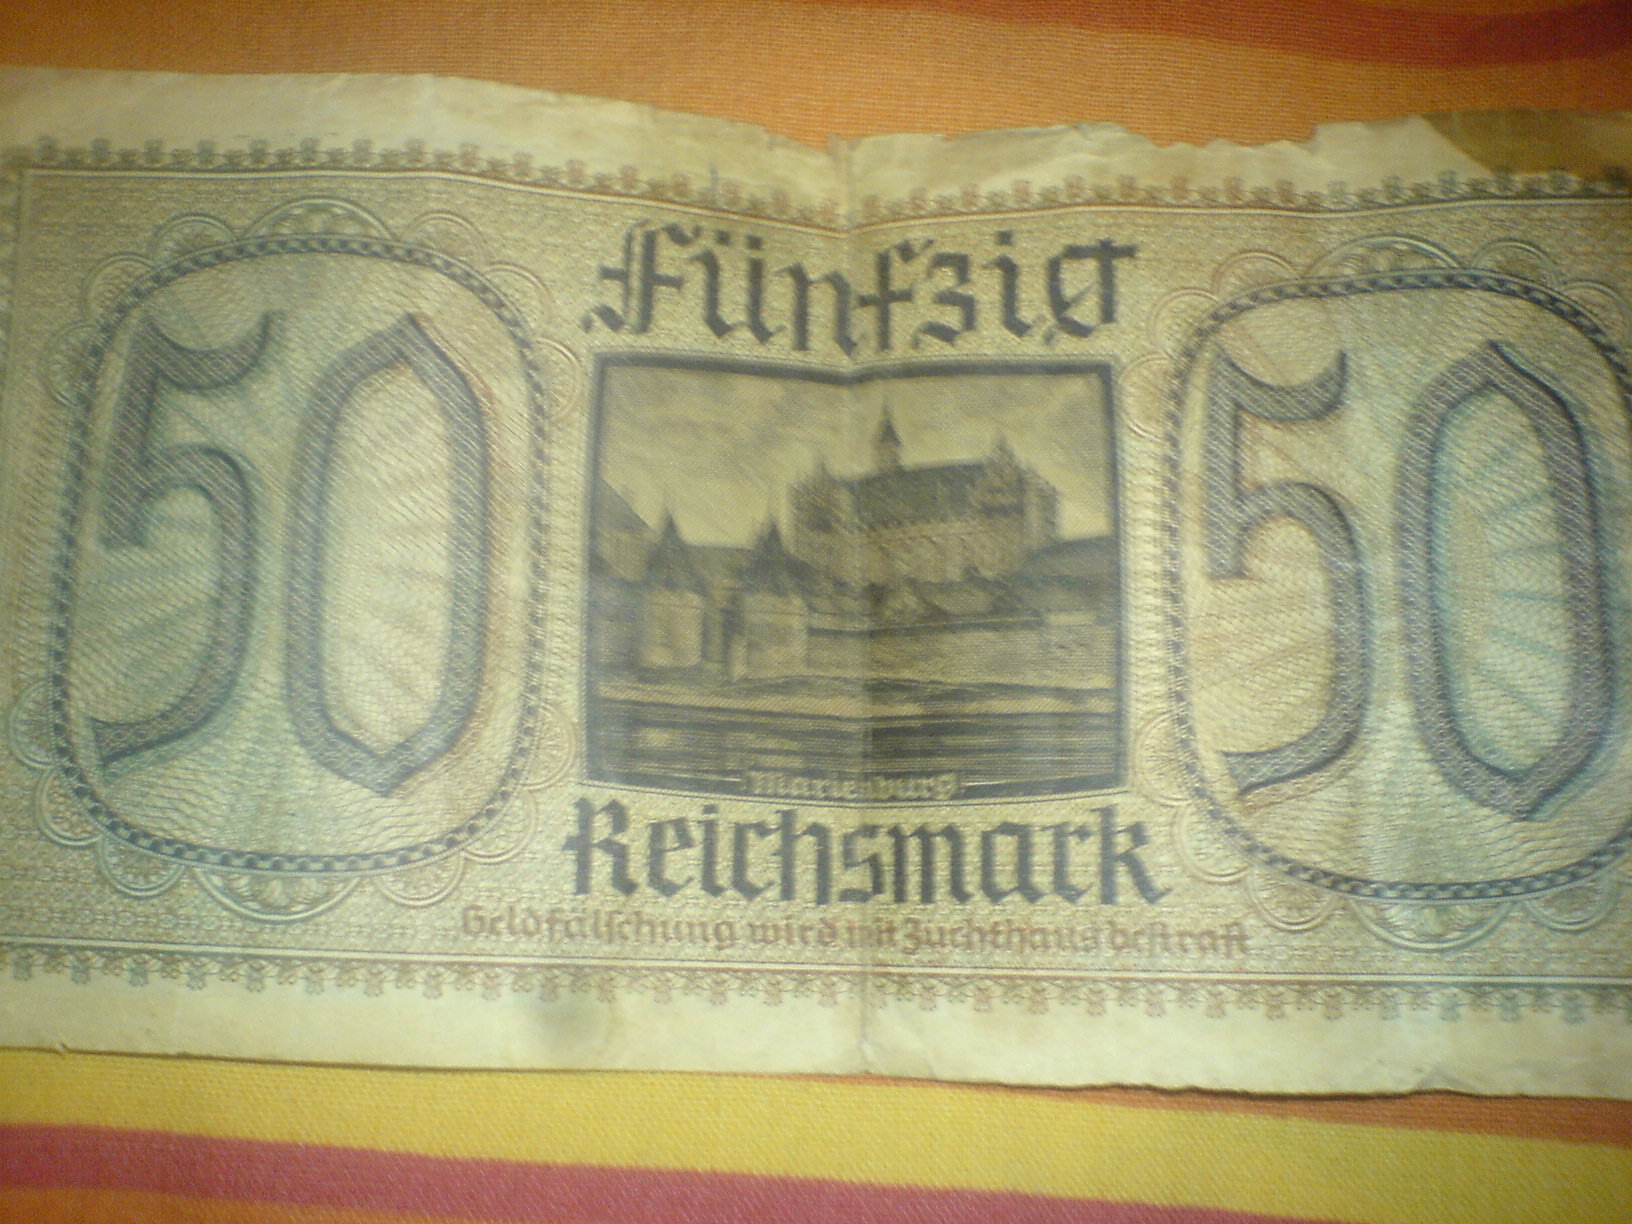 Fünfzig
50
50
Marienburg
Reichsmark
Geldfälschung wird mit Zuchthaus bestraft